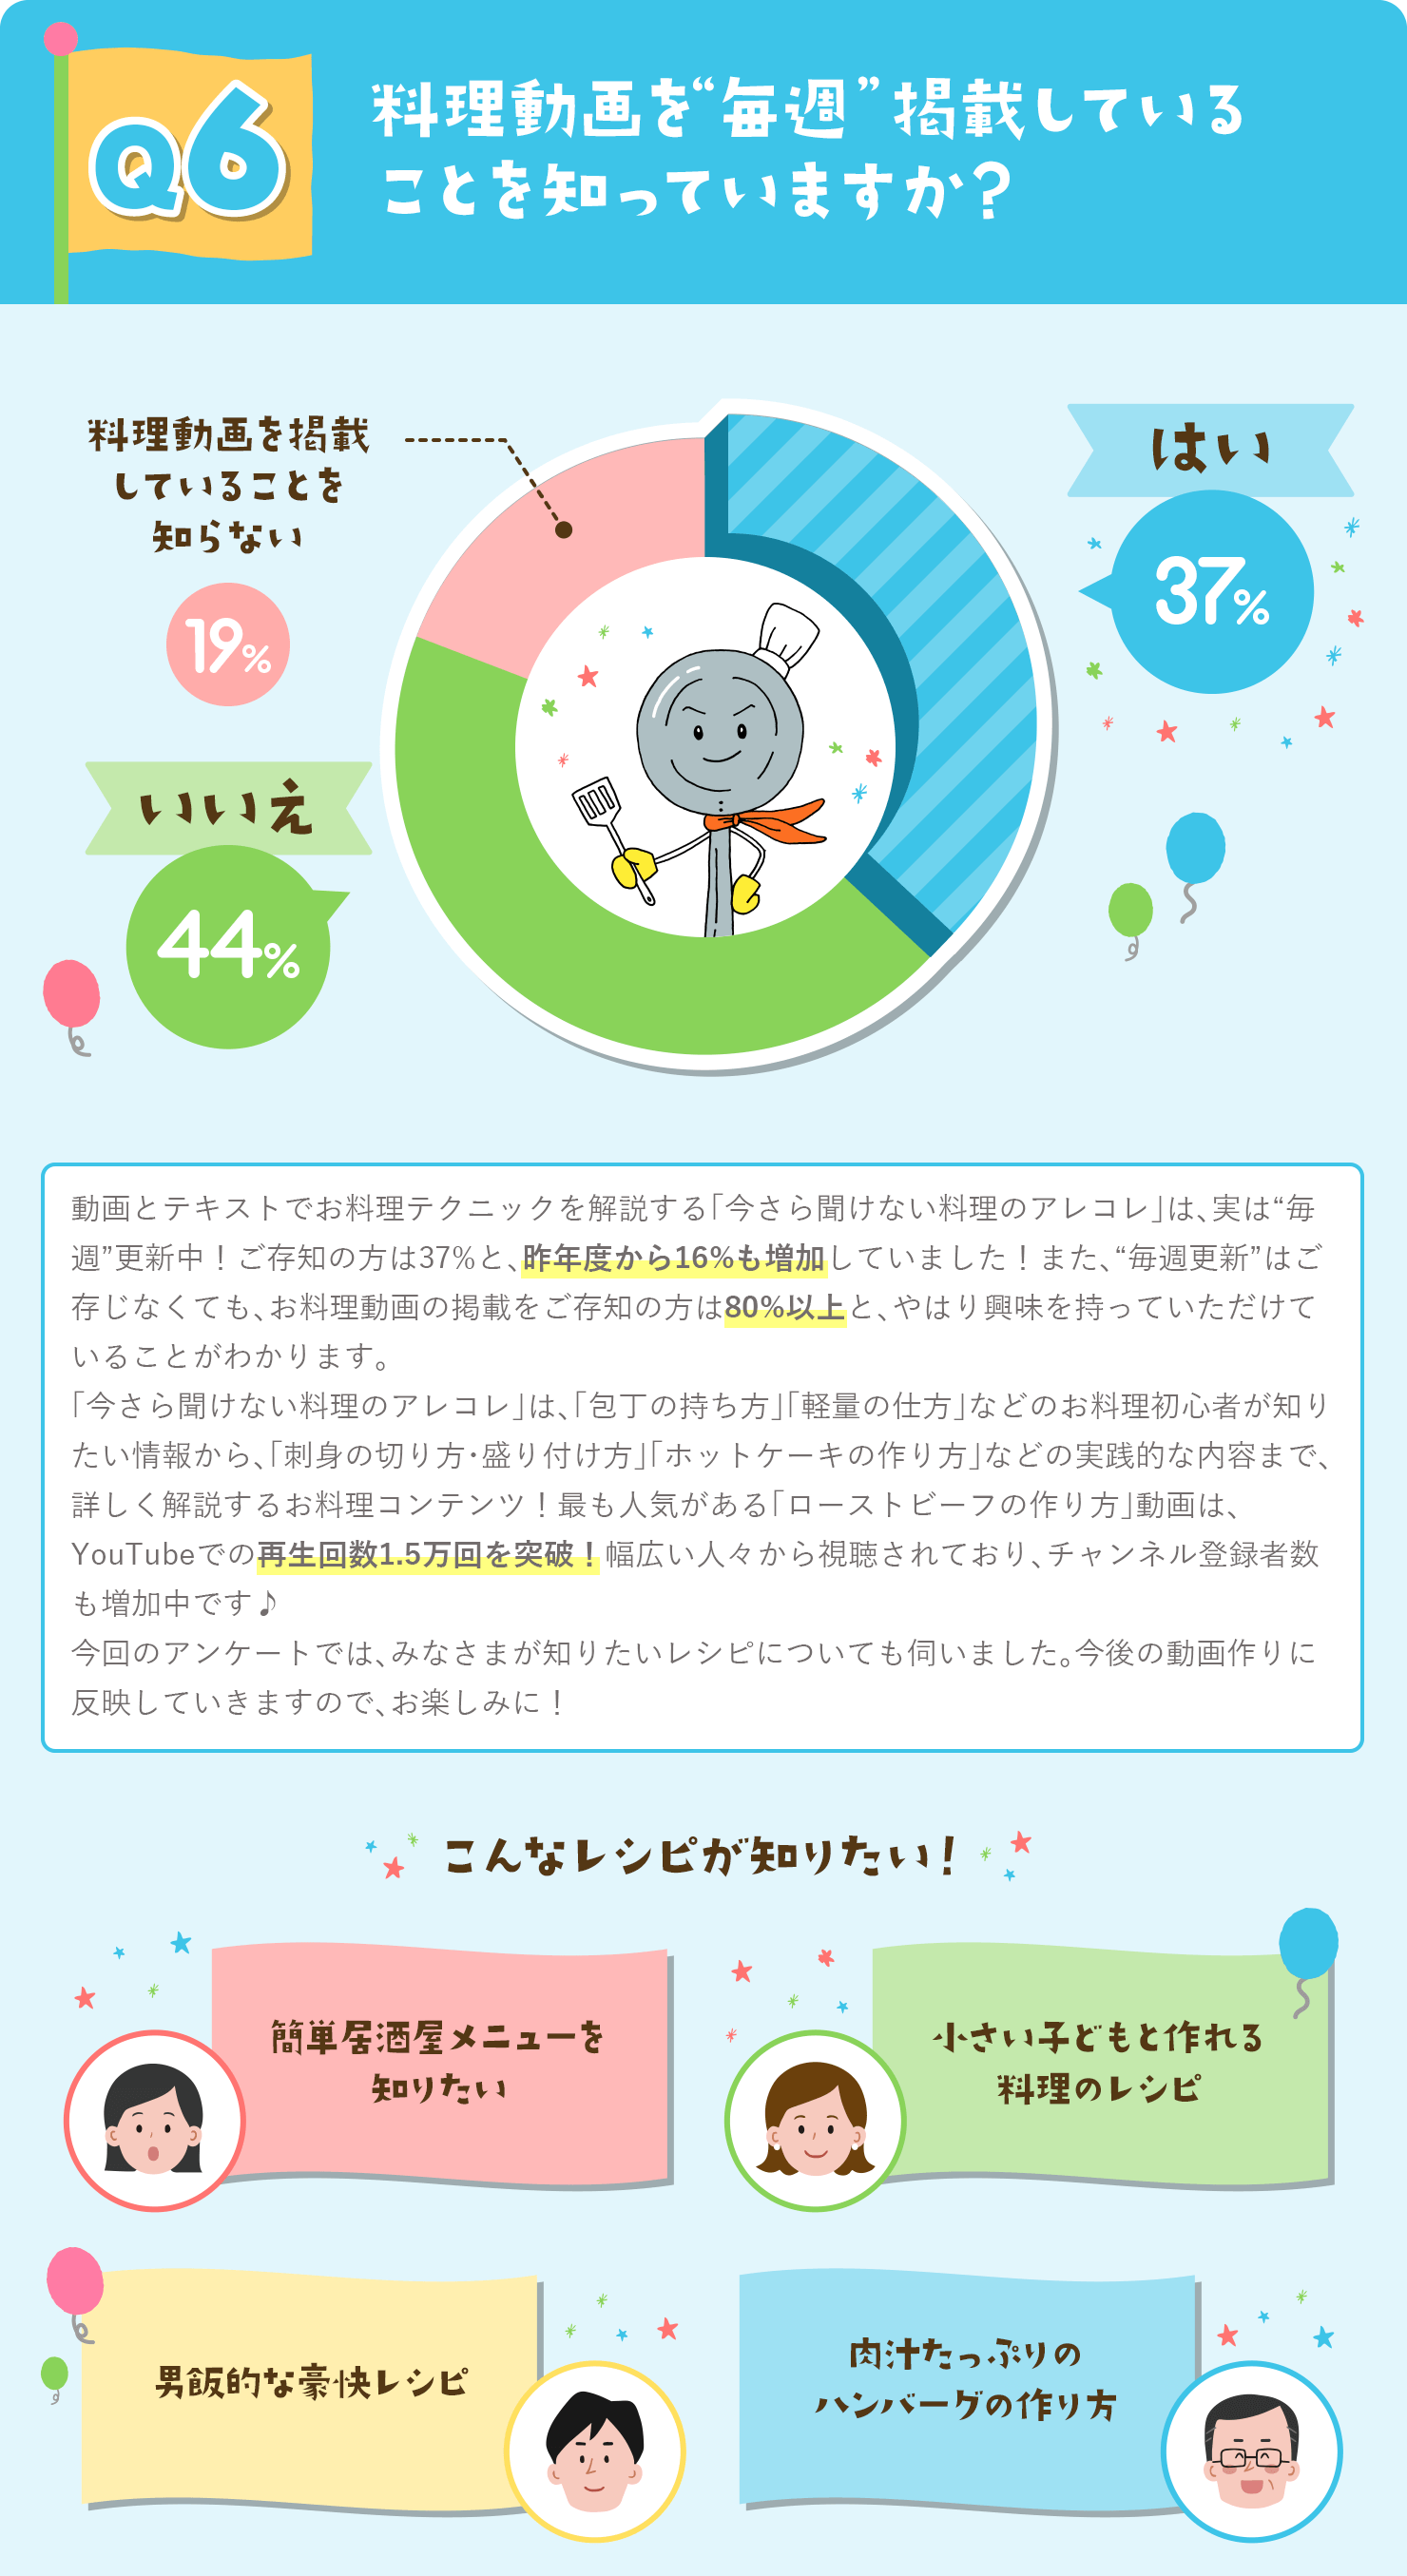 Q6
料理動画を“毎週”掲載している
ことを知っていますか?
料理動画を掲載
していることを
知らない
19%
はい
37%
いいえ
44%
動画とテキストでお料理テクニックを解説する「今さら聞けない料理のアレコレ」は、実は“毎
週”更新中！ご存知の方は37%と、昨年度から16%も増加していました！また、“毎週更新”はご
存じなくても、お料理動画の掲載をご存知の方は80%以上と、やはり興味を持っていただけて
いることがわかります。
「今さら聞けない料理のアレコレ」は、「包丁の持ち方」「軽量の仕方」などのお料理初心者が知り
たい情報から、「刺身の切り方・盛り付け方」「ホットケーキの作り方」などの実践的な内容まで、
詳しく解説するお料理コンテンツ！最も人気がある「ローストビーフの作り方」動画は、
YouTubeでの再生回数1.5万回を突破！幅広い人々から視聴されており、チャンネル登録者数
も増加中です♪
今回のアンケートでは、みなさまが知りたいレシピについても伺いました。今後の動画作りに
反映していきますので、お楽しみに！
こんなレシピが知りたい!
簡単居酒屋メニューを
知りたい
小さい子どもと作れる
料理のレシピ
男飯的な豪快レシピ
肉汁たっぷりの
ハンバーグの作り方